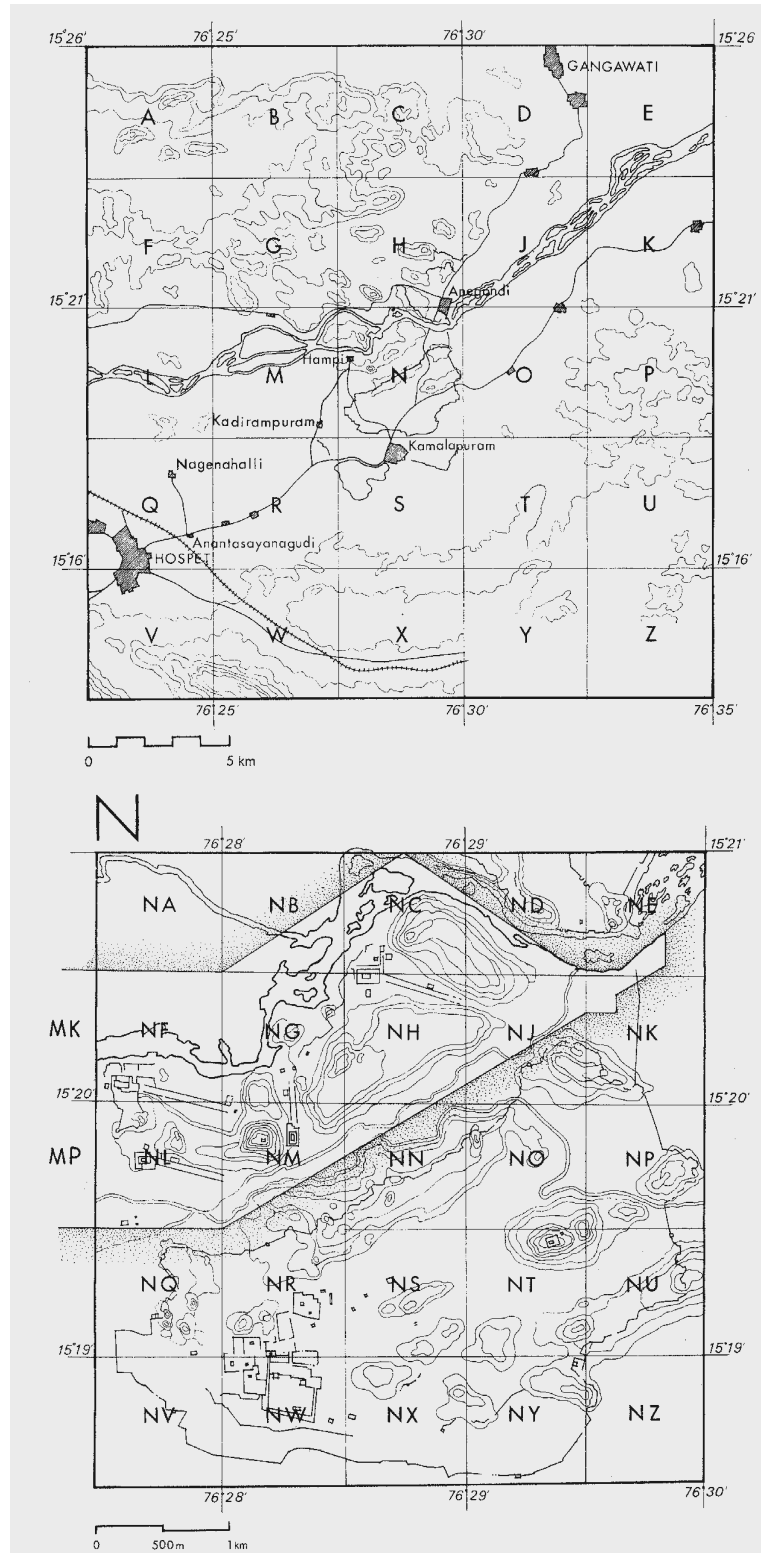 15°26' 76°25' 76°30' 15°26'
GANGAWATI
A B C D E
F G H J K
15°21' Anegondi 15°21'
Hampi
L M N O P
Kadirampuram
Kamalapuram
Nagenahalli
Q R S T U
Anantasayanagudi
15°16' HOSPET 15°16'
V W X Y Z
76°25' 76°30' 76°35'
0 5 km
N
76°28' 76°29' 15°21'
NA NB NC ND NE
MK NF NG NH NJ NK
15°20' 15°20'
MP NL NM NN NO NP
NQ NR NS NT NU
15°19' 15°19'
NV NW NX NY NZ
76°28' 76°29' 76°30'
0 500m 1km